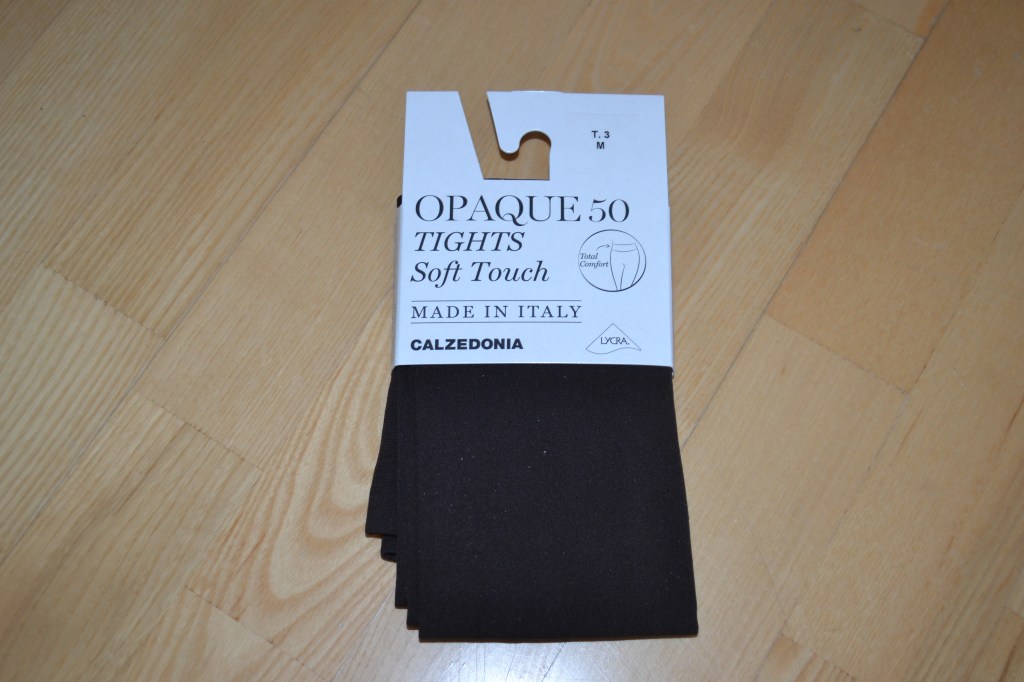 T. 3
M
OPAQUE 50
TIGHTS
Soft Touch
Total
Comfort
MADE IN ITALY
CALZEDONIA
LYCRA.